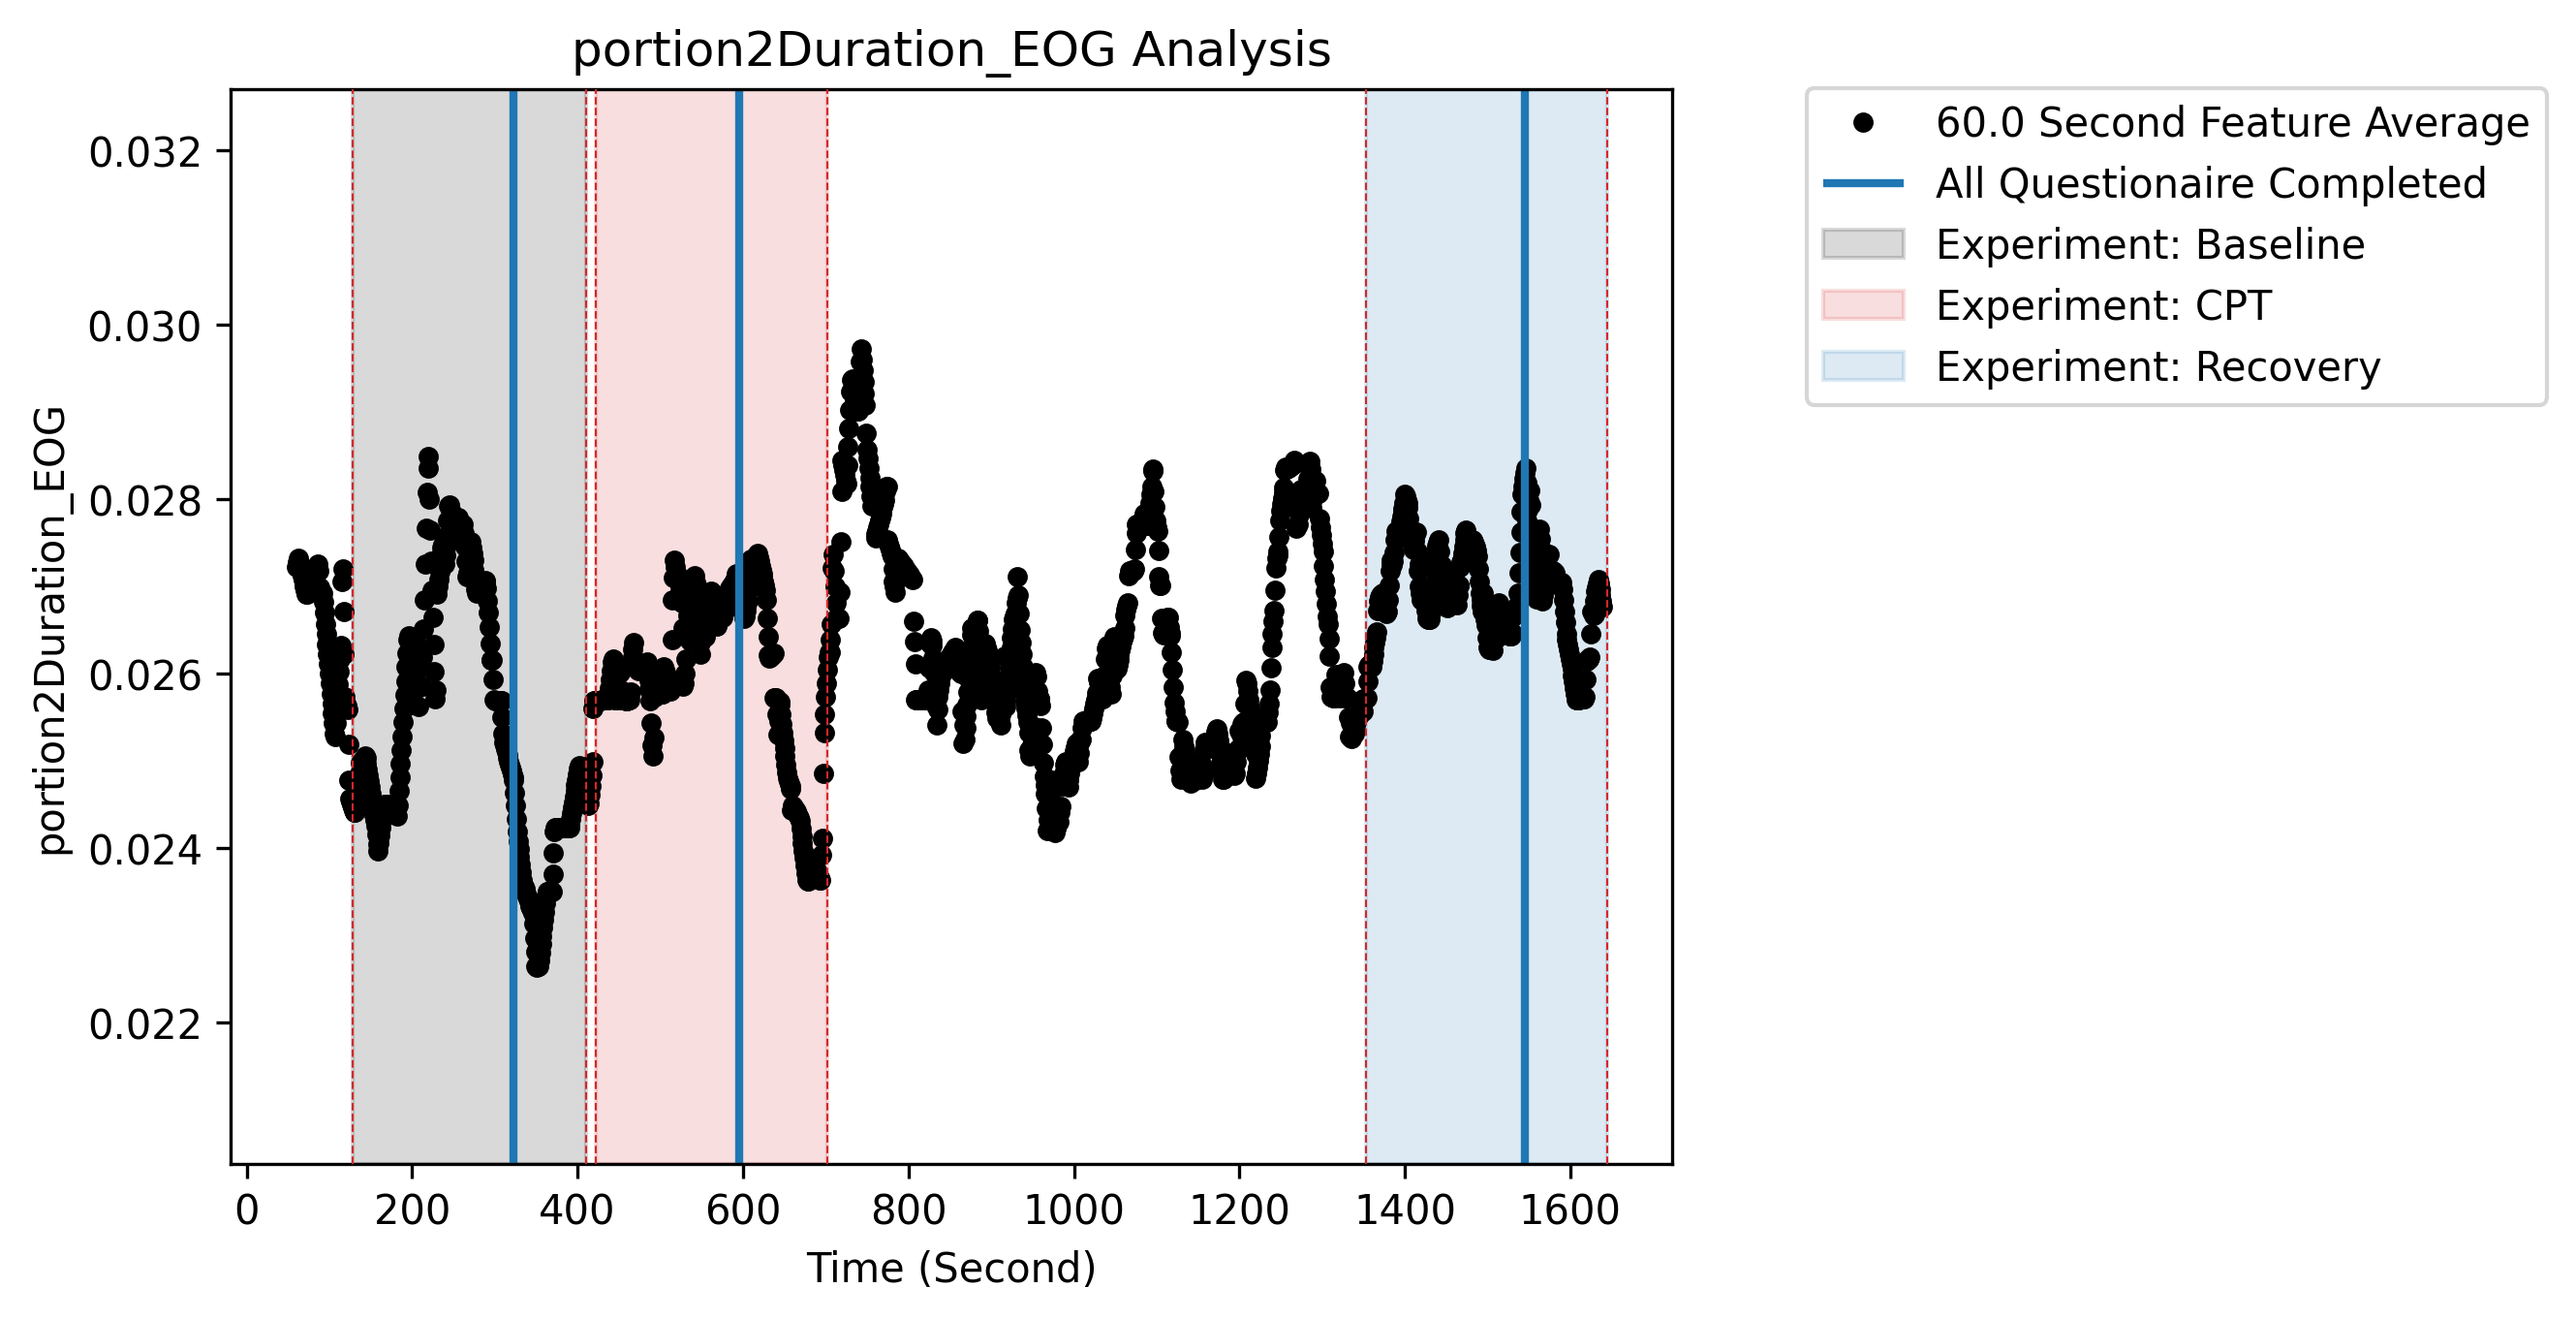 portion2Duration_EOG Analysis
portion2Duration_EOG
0.032
0.030
0.028
0.026
0.024
0.022
0 200 400 600 800 1000 1200 1400 1600
Time (Second)
60.0 Second Feature Average
All Questionaire Completed
Experiment: Baseline
Experiment: CPT
Experiment: Recovery